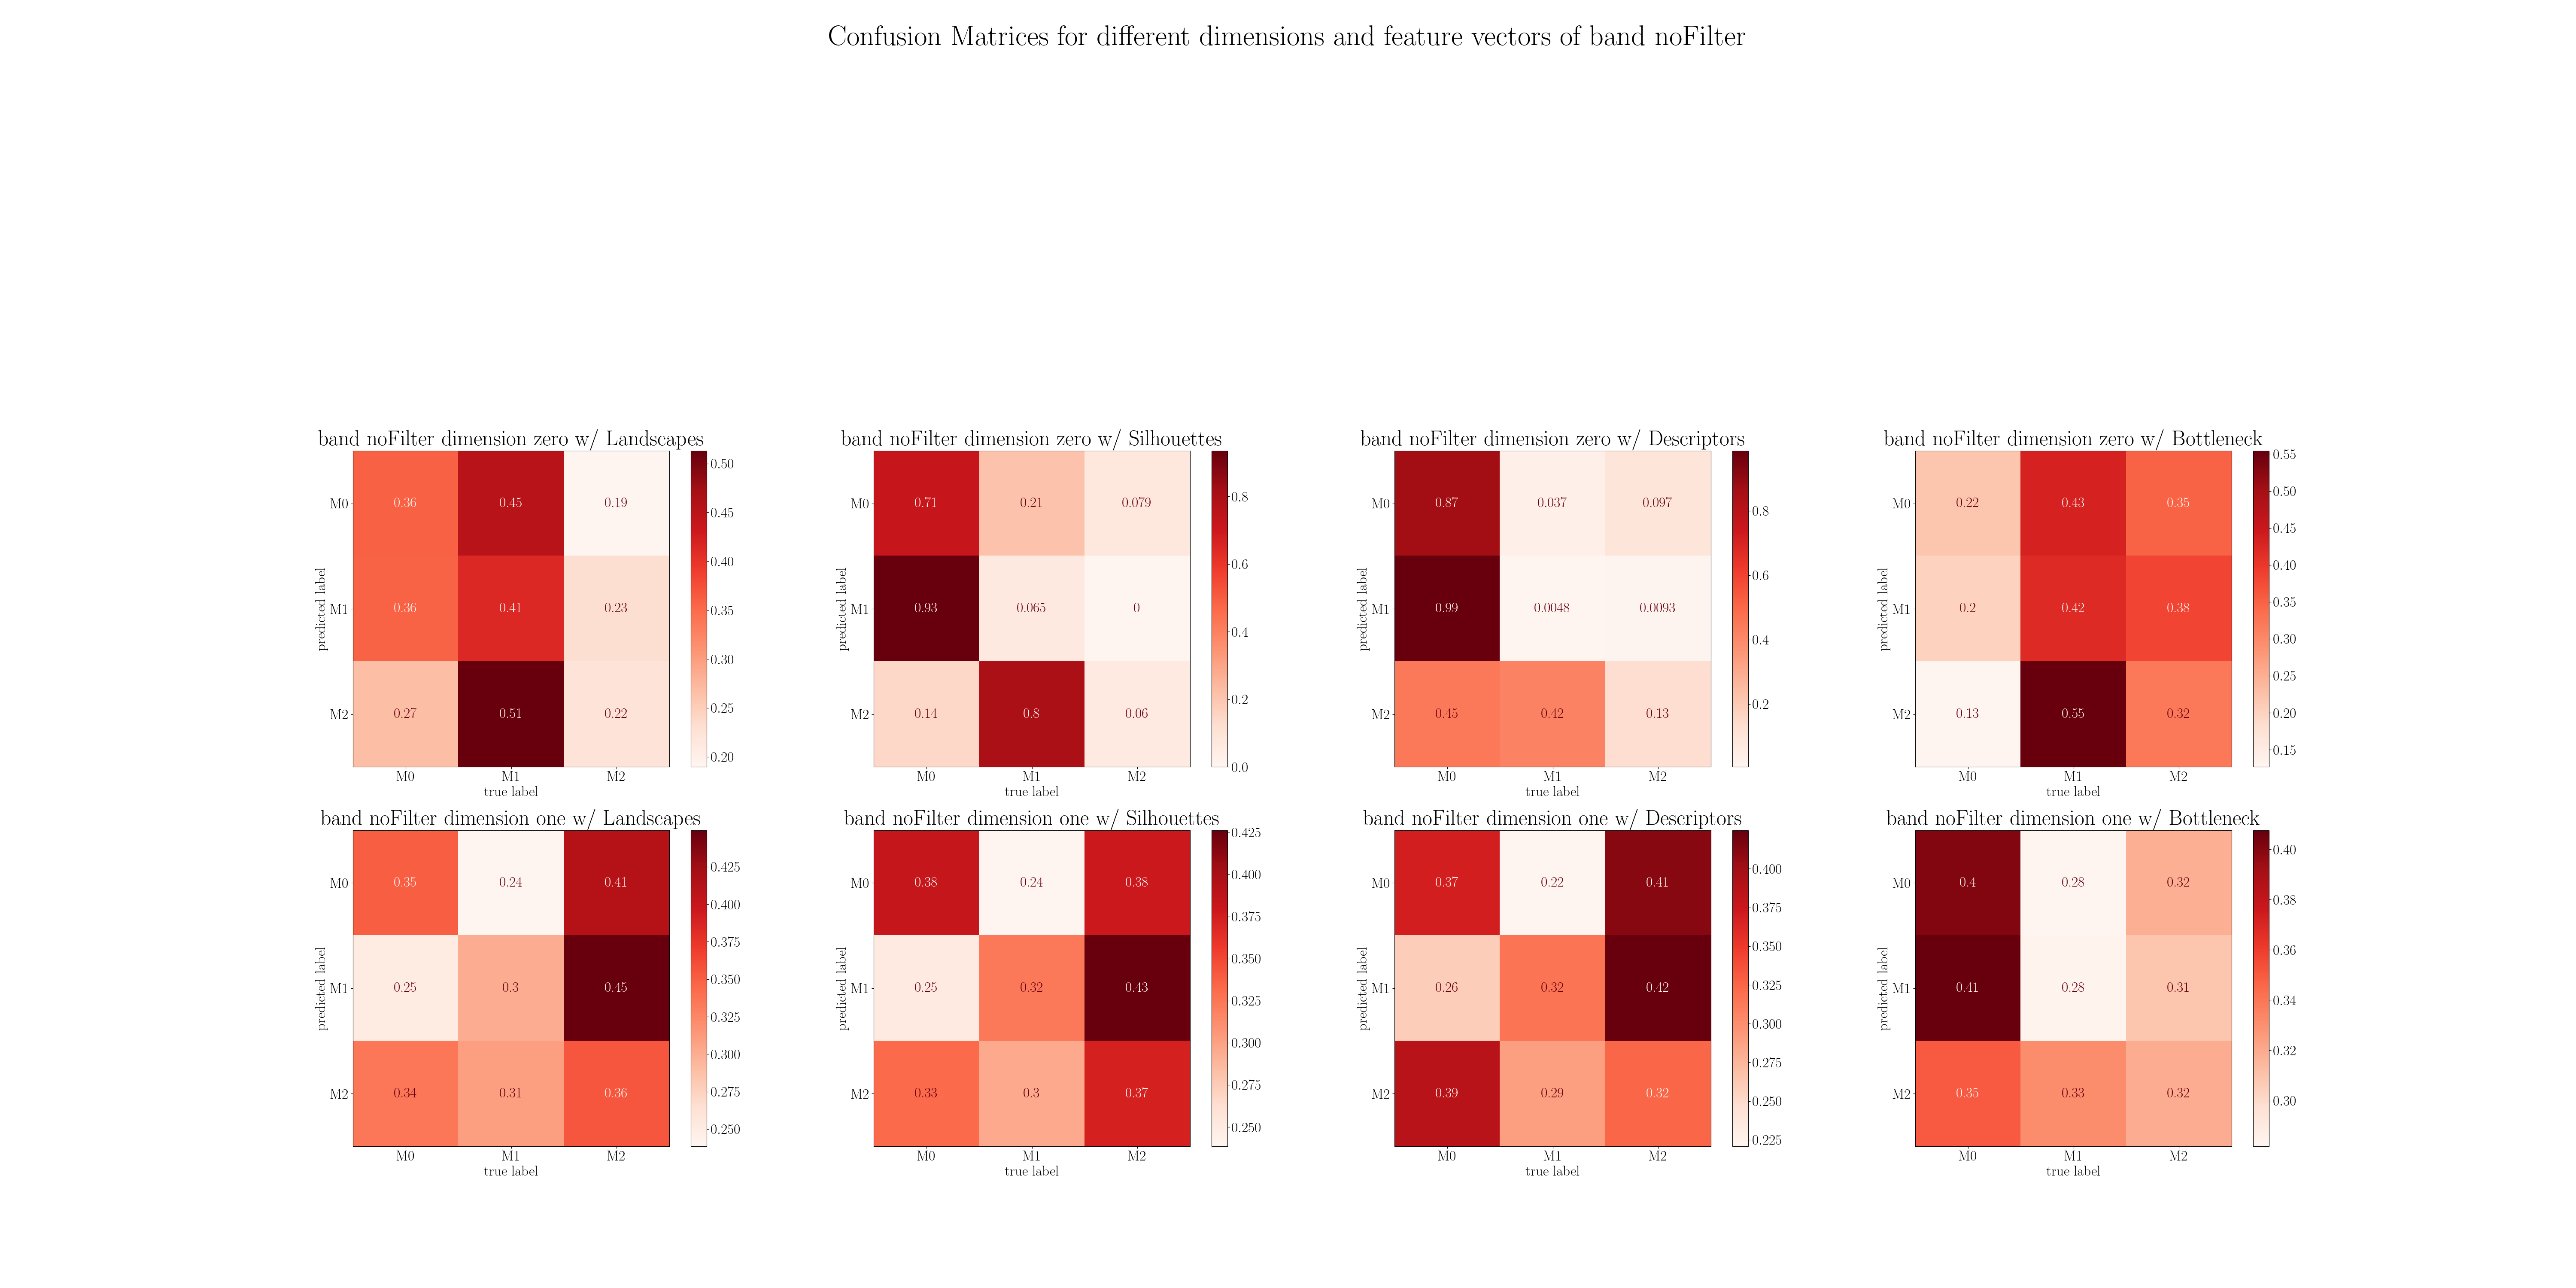 Confusion Matrices for different dimensions and feature vectors of band noFilter
band noFilter dimension zero w/ Landscapes
M0 0.36 0.45 0.19
M1 0.36 0.41 0.23
M2 0.27 0.51 0.22
M0 M1 M2
true label
predicted label
0.50
0.45
0.40
0.35
0.30
0.25
0.20
band noFilter dimension zero w/ Silhouettes
M0 0.71 0.21 0.079
M1 0.93 0.065 0
M2 0.14 0.8 0.06
M0 M1 M2
true label
predicted label
0.8
0.6
0.4
0.2
0.0
band noFilter dimension zero w/ Descriptors
M0 0.87 0.037 0.097
M1 0.99 0.0048 0.0093
M2 0.45 0.42 0.13
M0 M1 M2
true label
predicted label
0.8
0.6
0.4
0.2
band noFilter dimension zero w/ Bottleneck
M0 0.22 0.43 0.35
M1 0.2 0.42 0.38
M2 0.13 0.55 0.32
M0 M1 M2
true label
predicted label
0.55
0.50
0.45
0.40
0.35
0.30
0.25
0.20
0.15
band noFilter dimension one w/ Landscapes
M0 0.35 0.24 0.41
M1 0.25 0.3 0.45
M2 0.34 0.31 0.36
M0 M1 M2
true label
predicted label
0.425
0.400
0.375
0.350
0.325
0.300
0.275
0.250
band noFilter dimension one w/ Silhouettes
M0 0.38 0.24 0.38
M1 0.25 0.32 0.43
M2 0.33 0.3 0.37
M0 M1 M2
true label
predicted label
0.425
0.400
0.375
0.350
0.325
0.300
0.275
0.250
band noFilter dimension one w/ Descriptors
M0 0.37 0.22 0.41
M1 0.26 0.32 0.42
M2 0.39 0.29 0.32
M0 M1 M2
true label
predicted label
0.400
0.375
0.350
0.325
0.300
0.275
0.250
0.225
band noFilter dimension one w/ Bottleneck
M0 0.4 0.28 0.32
M1 0.41 0.28 0.31
M2 0.35 0.33 0.32
M0 M1 M2
true label
predicted label
0.40
0.38
0.36
0.34
0.32
0.30